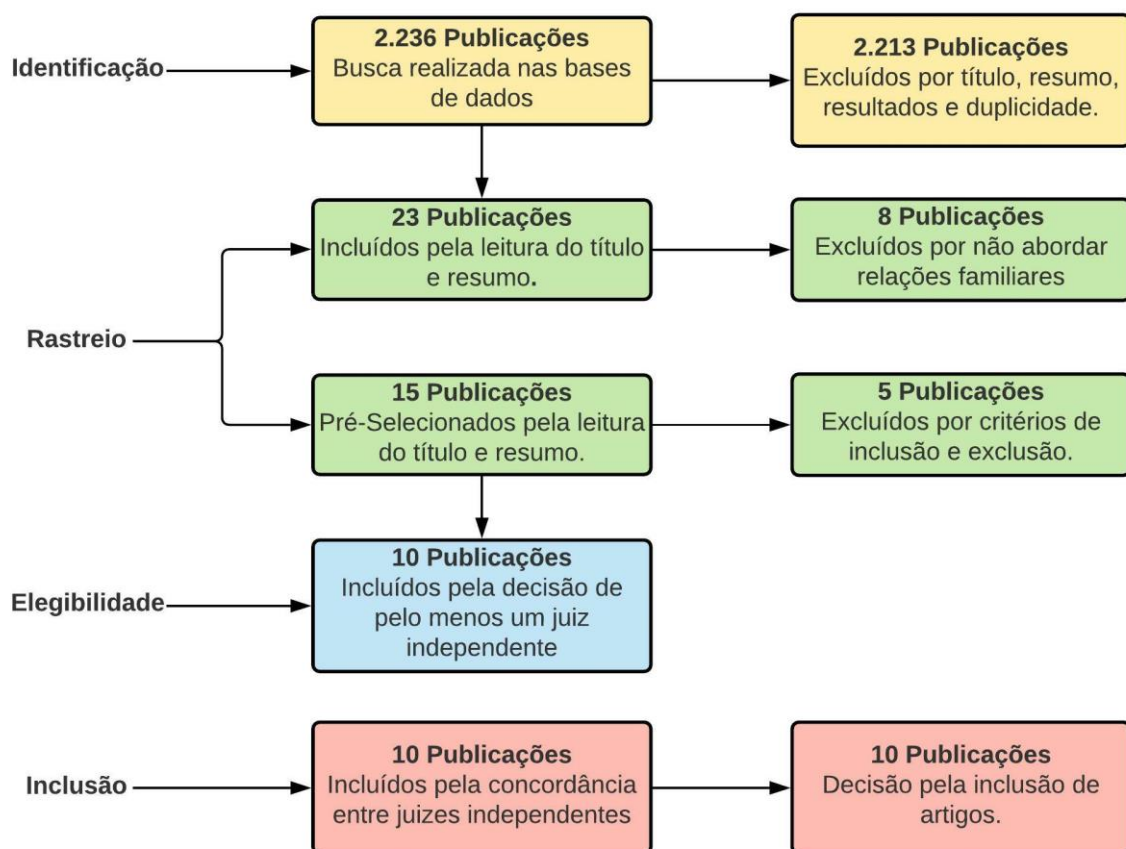 2.236 Publicações
Busca realizada nas bases
de dados
2.213 Publicações
Excluídos por título, resumo,
resultados e duplicidade.
Identificação
23 Publicações
Incluídos pela leitura do título
e resumo.
8 Publicações
Excluídos por não abordar
relações familiares
Rastreio
15 Publicações
Pré-Selecionados pela leitura
do título e resumo.
5 Publicações
Excluídos por critérios de
inclusão e exclusão.
Elegibilidade
10 Publicações
Incluídos pela decisão de
pelo menos um juiz
independente
Inclusão
10 Publicações
Incluídos pela concordância
entre juizes independentes
10 Publicações
Decisão pela inclusão de
artigos.